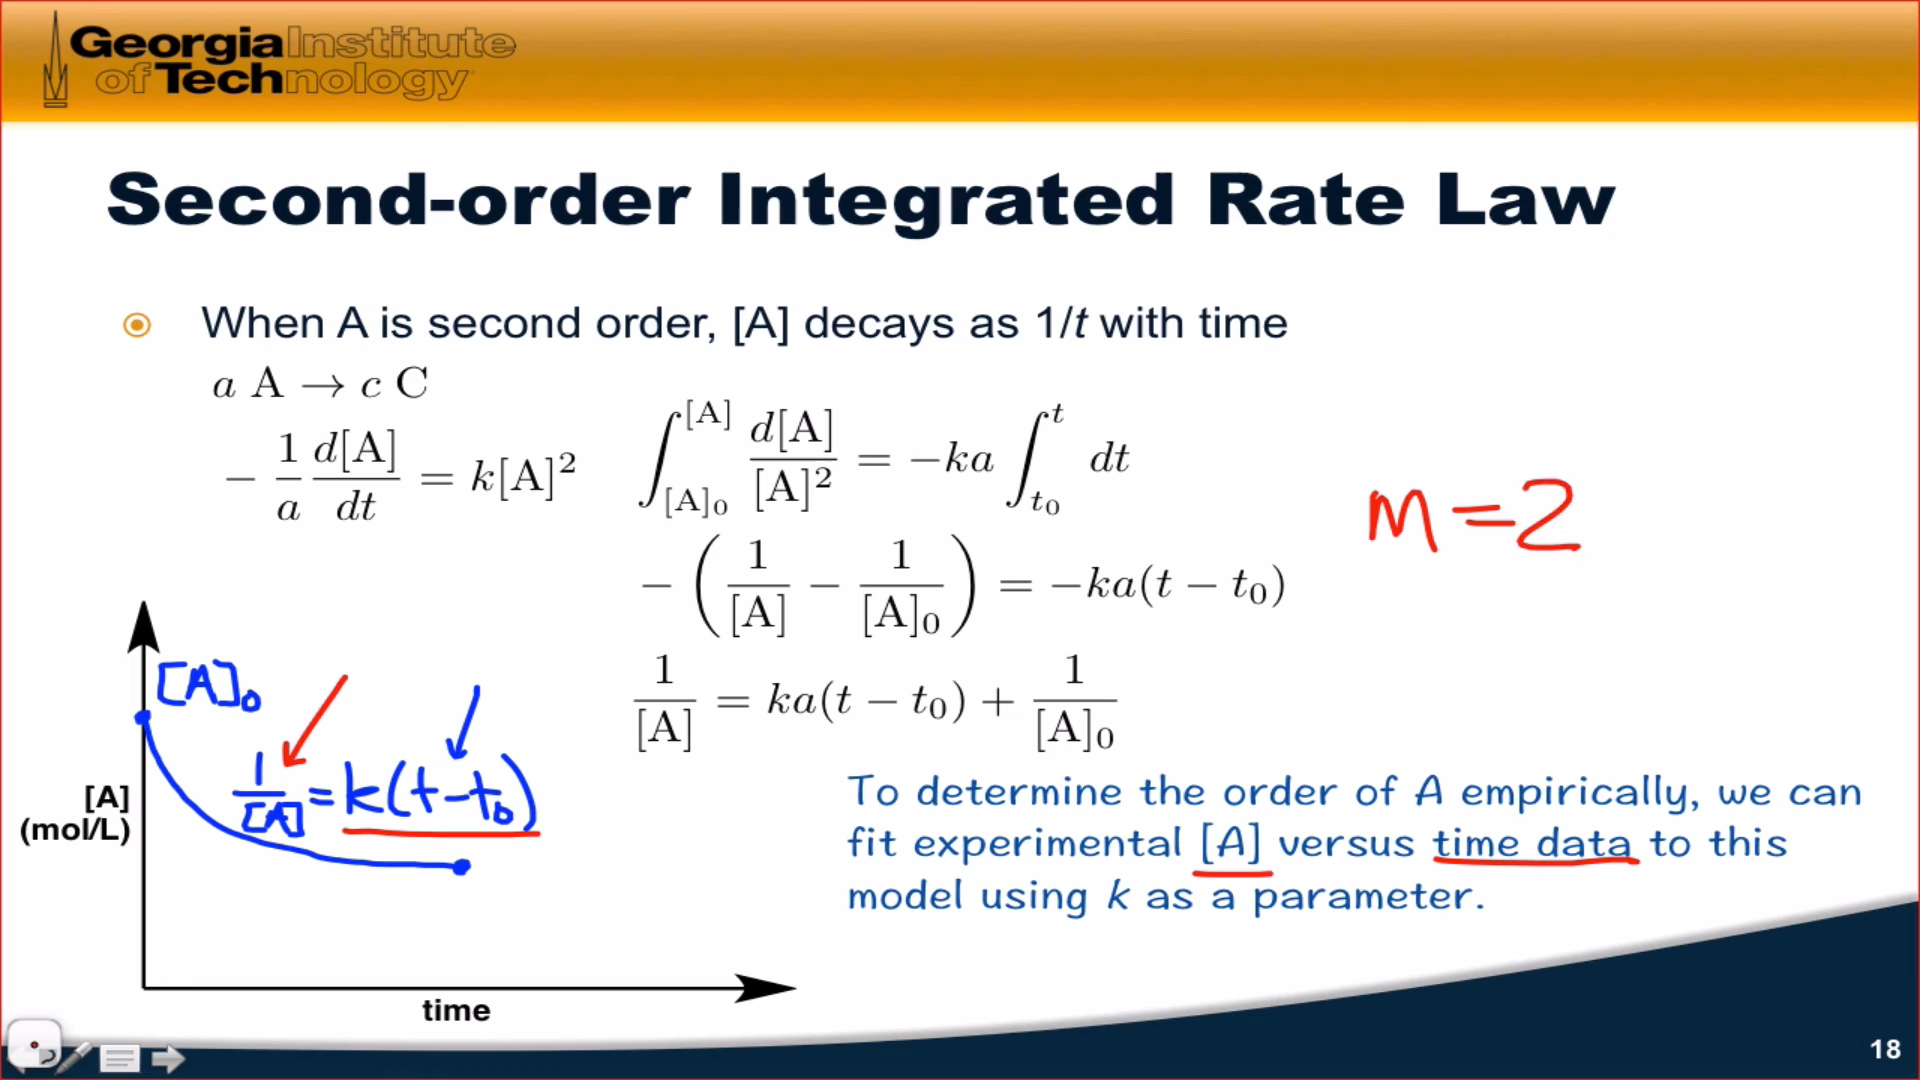 Georgia Institute
of Technology
Second-order Integrated Rate Law
When A is second order, [A] decays as 1/t with time
a A → c C
− 1/a d[A]/dt = k[A]²
∫_{[A]₀}^{[A]} d[A]/[A]² = −ka ∫_{t₀}^{t} dt
m = 2
− ( 1/[A] − 1/[A]₀ ) = −ka(t − t₀)
1/[A] = ka(t − t₀) + 1/[A]₀
[A]₀
1/[A] = k(t − t₀)
[A]
(mol/L)
time
To determine the order of A empirically, we can
fit experimental [A] versus time data to this
model using k as a parameter.
18